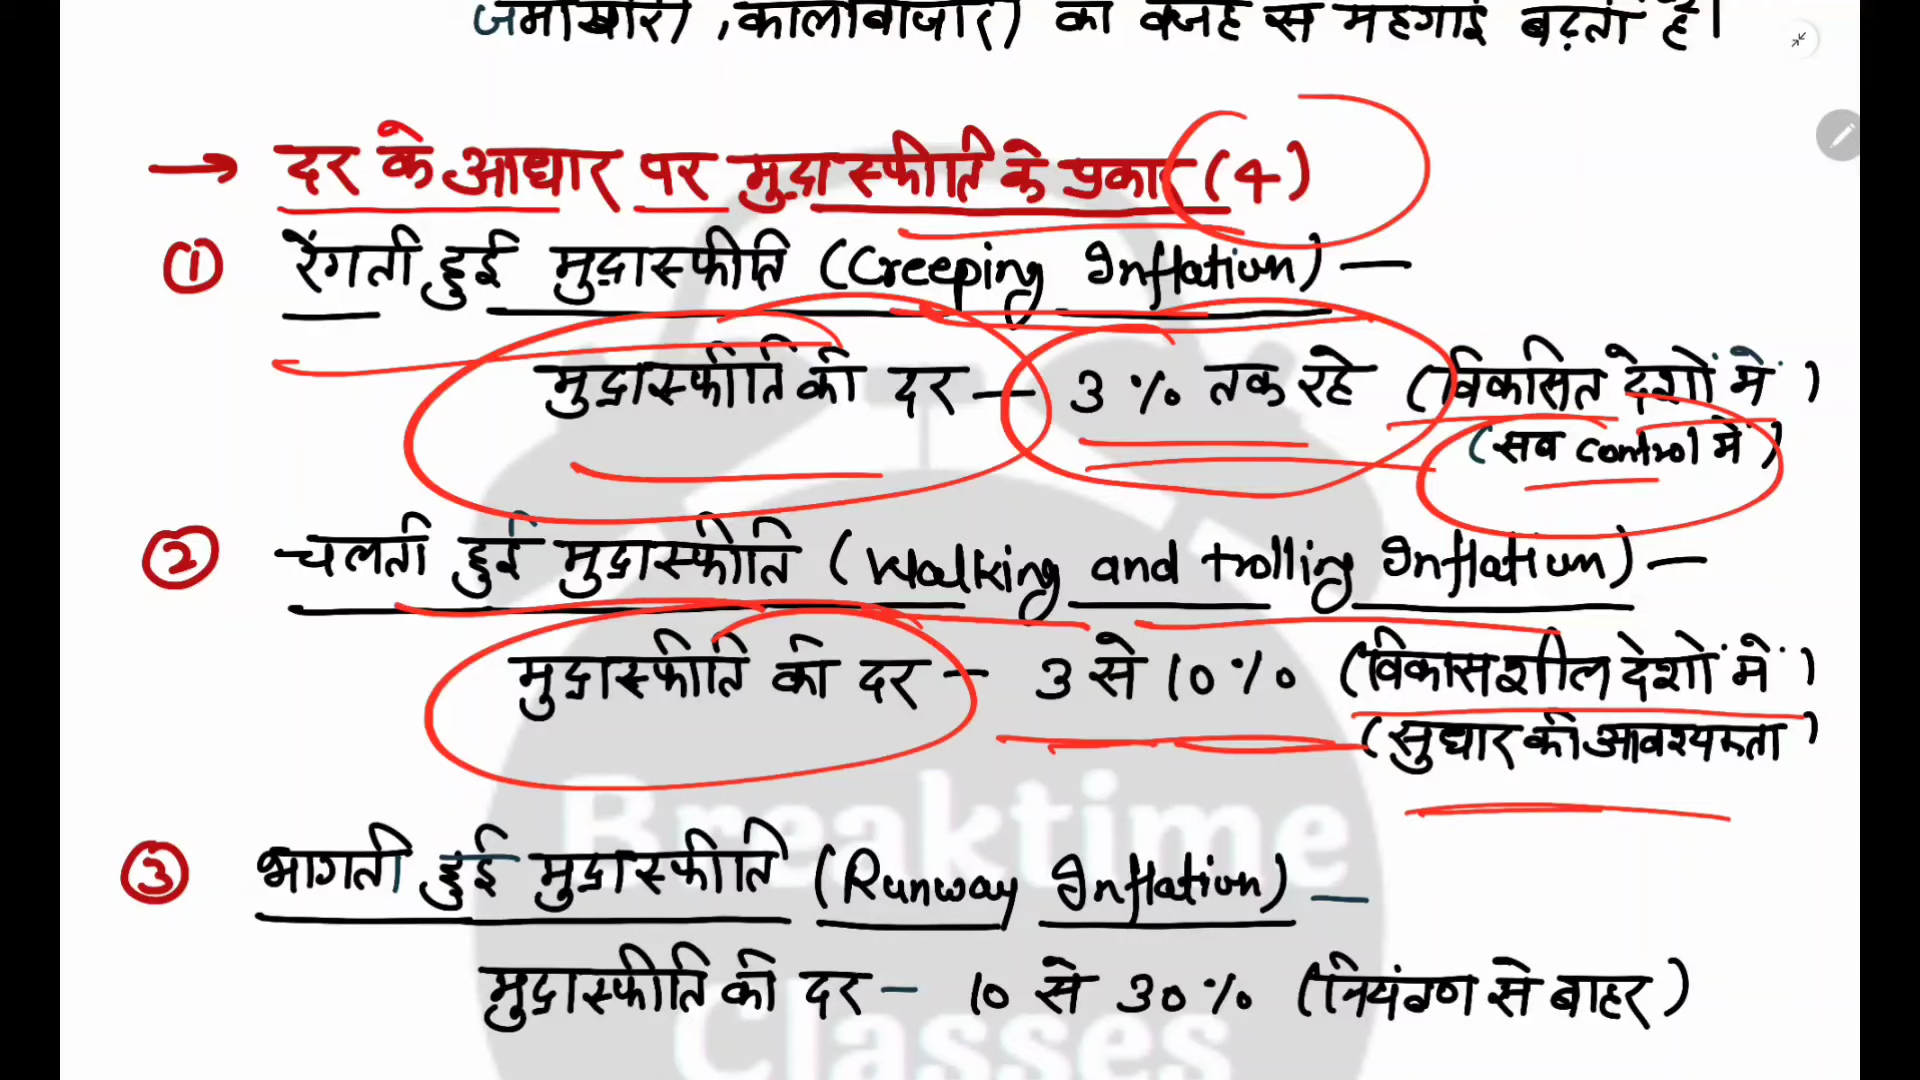 जमाखोरी ,कालाबाजारी की वजह से महंगाई बढ़ती है।
→ दर के आधार पर मुद्रास्फीति के प्रकार (4)
① रेंगती हुई मुद्रास्फीति (Creeping Inflation) —
मुद्रास्फीति की दर — 3 % तक रहे (विकसित देशों में )
(सब control में )
② चलती हुई मुद्रास्फीति ( Walking and trolling Inflation) —
मुद्रास्फीति की दर - 3 से 10 % (विकासशील देशों में )
(सुधार की आवश्यकता )
③ भागती हुई मुद्रास्फीति (Runway Inflation) —
मुद्रास्फीति की दर - 10 से 30 % (नियंत्रण से बाहर )
Breaktime
Classes